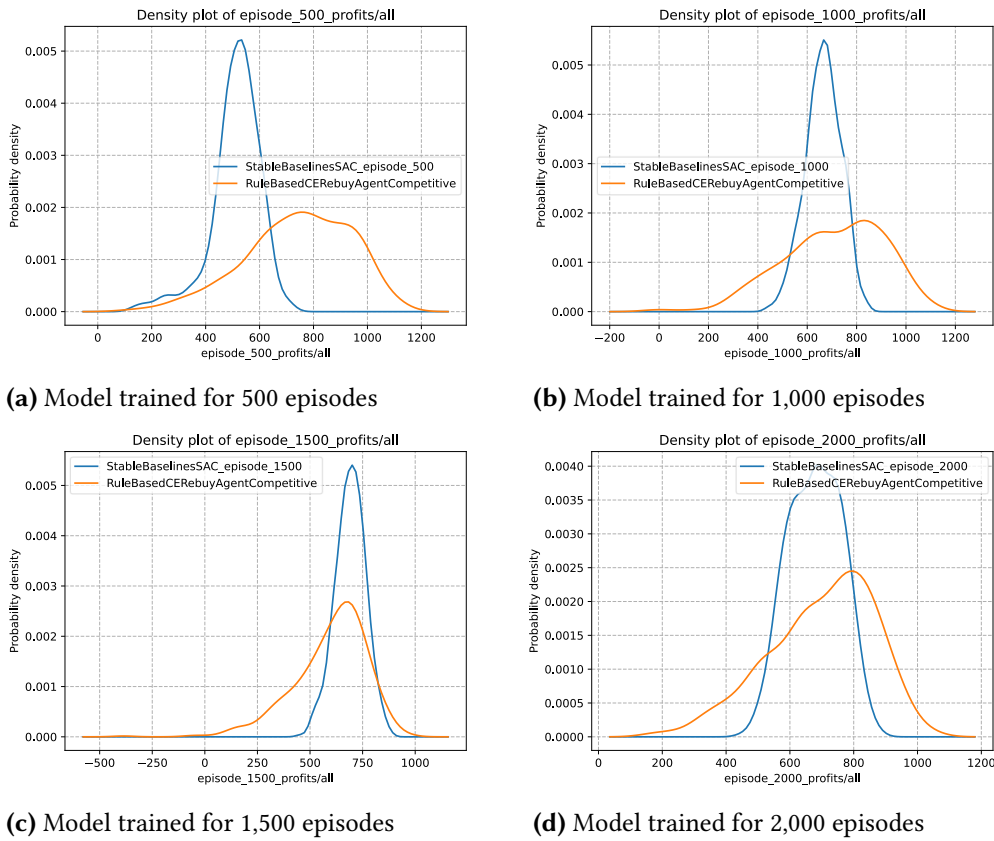 Density plot of episode_500_profits/all
Probability density
0.005
0.004
0.003
0.002
0.001
0.000
StableBaselinesSAC_episode_500
RuleBasedCERebuyAgentCompetitive
0 200 400 600 800 1000 1200
episode_500_profits/all
(a) Model trained for 500 episodes
Density plot of episode_1000_profits/all
Probability density
0.005
0.004
0.003
0.002
0.001
0.000
StableBaselinesSAC_episode_1000
RuleBasedCERebuyAgentCompetitive
−200 0 200 400 600 800 1000 1200
episode_1000_profits/all
(b) Model trained for 1,000 episodes
Density plot of episode_1500_profits/all
Probability density
0.005
0.004
0.003
0.002
0.001
0.000
StableBaselinesSAC_episode_1500
RuleBasedCERebuyAgentCompetitive
−500 −250 0 250 500 750 1000
episode_1500_profits/all
(c) Model trained for 1,500 episodes
Density plot of episode_2000_profits/all
Probability density
0.0040
0.0035
0.0030
0.0025
0.0020
0.0015
0.0010
0.0005
0.0000
StableBaselinesSAC_episode_2000
RuleBasedCERebuyAgentCompetitive
0 200 400 600 800 1000 1200
episode_2000_profits/all
(d) Model trained for 2,000 episodes